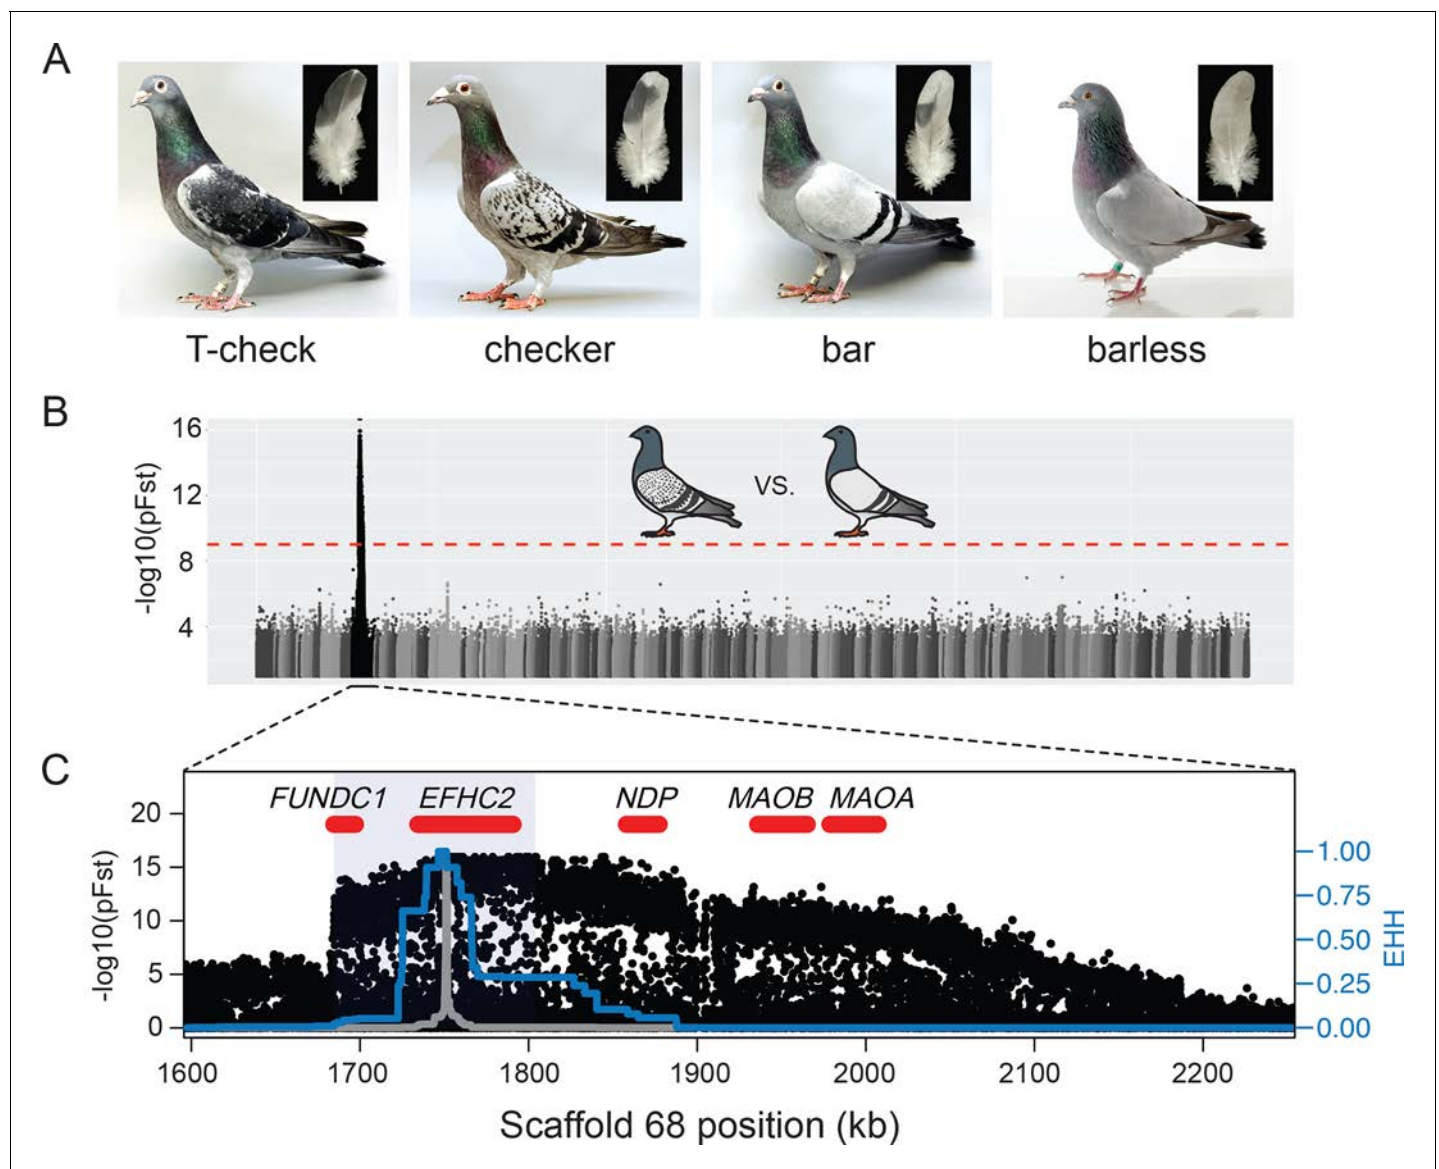 A
T-check checker bar barless
B
-log10(pFst)
16
12
8
4
VS.
C
FUNDC1 EFHC2 NDP MAOB MAOA
-log10(pFst)
20
15
10
5
0
1.00
0.75
0.50
0.25
0.00
EHH
1600 1700 1800 1900 2000 2100 2200
Scaffold 68 position (kb)